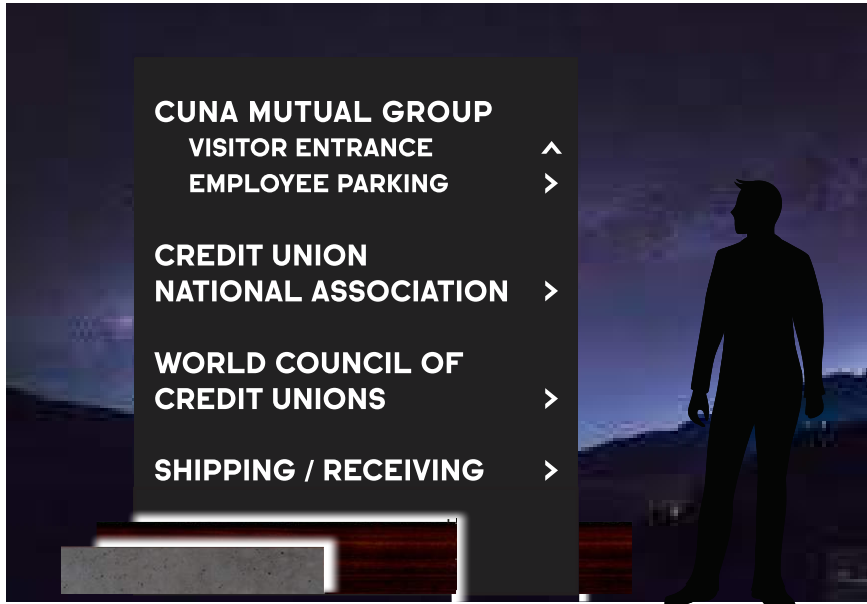 CUNA MUTUAL GROUP
VISITOR ENTRANCE
EMPLOYEE PARKING
CREDIT UNION
NATIONAL ASSOCIATION
WORLD COUNCIL OF
CREDIT UNIONS
SHIPPING / RECEIVING